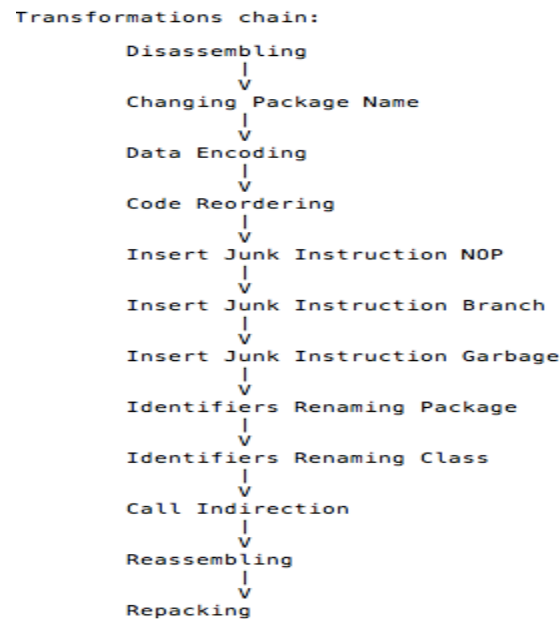 Transformations chain:
Disassembling
|
V
Changing Package Name
|
V
Data Encoding
|
V
Code Reordering
|
V
Insert Junk Instruction NOP
|
V
Insert Junk Instruction Branch
|
V
Insert Junk Instruction Garbage
|
V
Identifiers Renaming Package
|
V
Identifiers Renaming Class
|
V
Call Indirection
|
V
Reassembling
|
V
Repacking